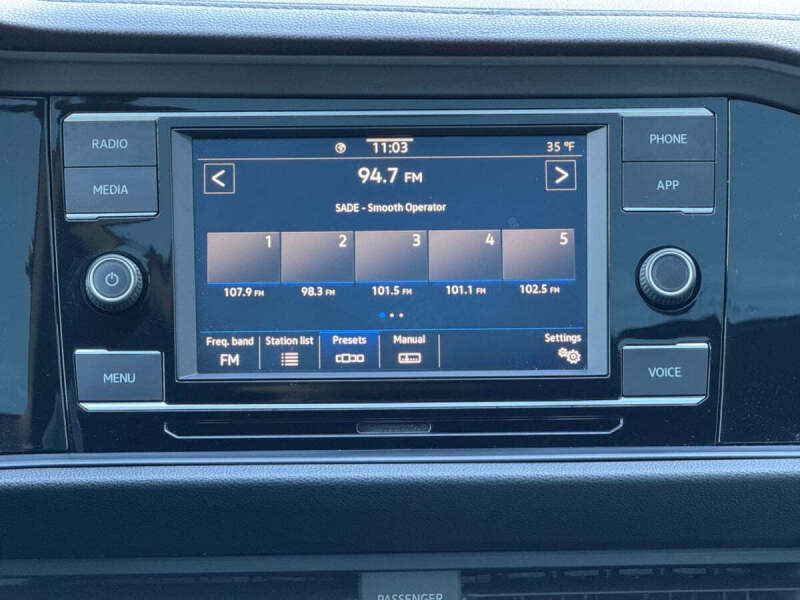 RADIO
MEDIA
MENU
11:03
35 °F
<
94.7 FM
>
SADE - Smooth Operator
1
2
3
4
5
107.9 FM
98.3 FM
101.5 FM
101.1 FM
102.5 FM
Freq. band
FM
Station list
Presets
Manual
Settings
PHONE
APP
VOICE
PASSENGER